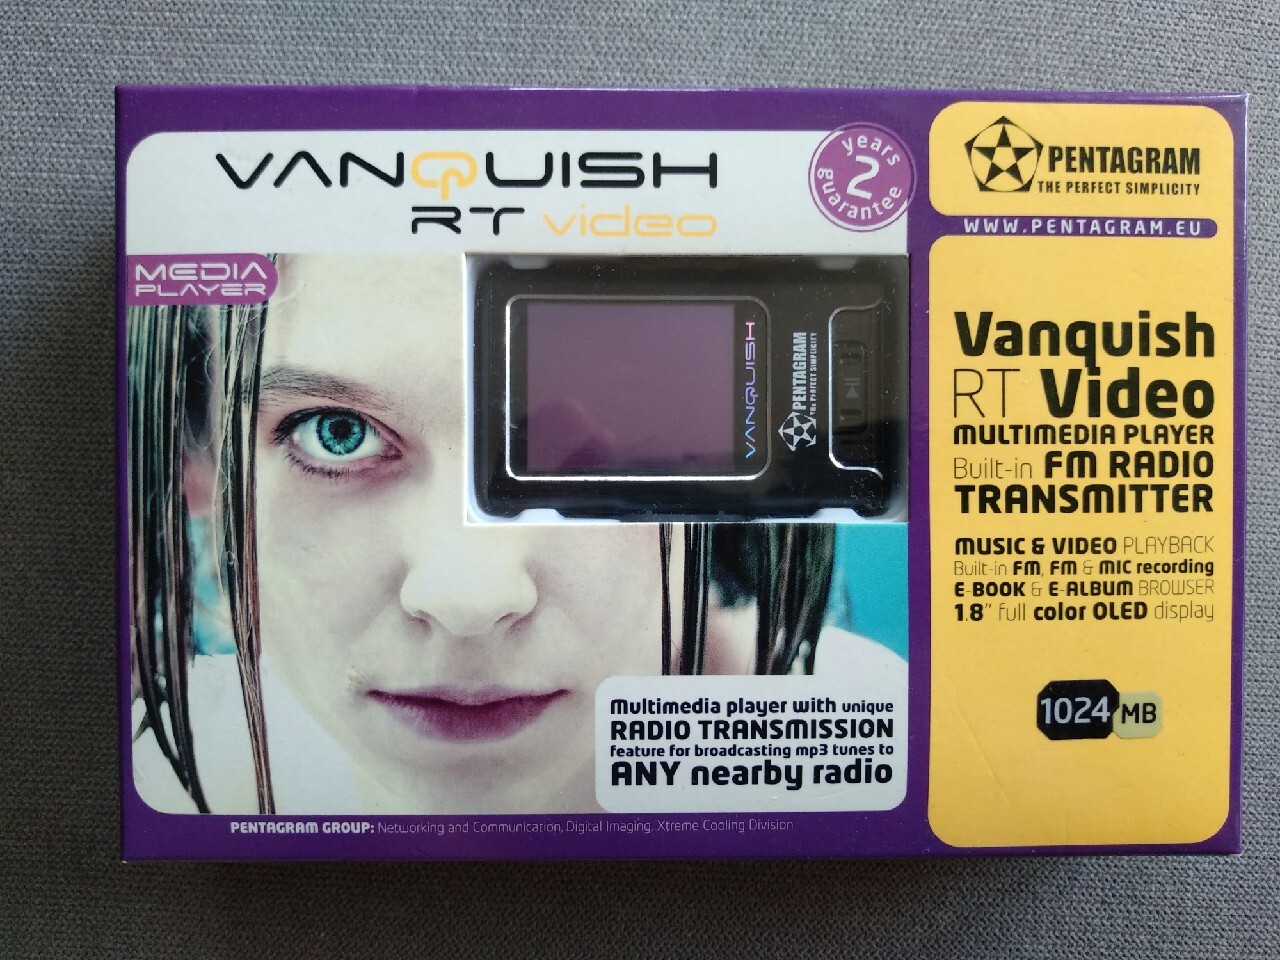 VANQUISH
RT video
years
2
guarantee
MEDIA
PLAYER
VANQUISH
PENTAGRAM
THE PERFECT SIMPLICITY
Multimedia player with unique
RADIO TRANSMISSION
feature for broadcasting mp3 tunes to
ANY nearby radio
PENTAGRAM GROUP: Networking and Communication, Digital Imaging, Xtreme Cooling Division
PENTAGRAM
THE PERFECT SIMPLICITY
WWW.PENTAGRAM.EU
Vanquish
RT Video
MULTIMEDIA PLAYER
Built-in FM RADIO
TRANSMITTER
MUSIC & VIDEO PLAYBACK
Built-in FM, FM & MIC recording
E-BOOK & E-ALBUM BROWSER
1.8" full color OLED display
1024 MB